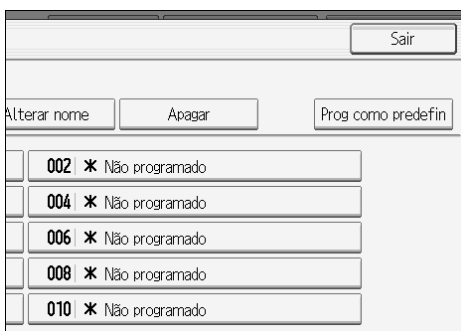 Sair
Alterar nome Apagar Prog como predefin
002 * Não programado
004 * Não programado
006 * Não programado
008 * Não programado
010 * Não programado